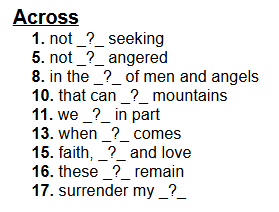 Across
1. not _?_ seeking
5. not _?_ angered
8. in the _?_ of men and angels
10. that can _?_ mountains
11. we _?_ in part
13. when _?_ comes
15. faith, _?_ and love
16. these _?_ remain
17. surrender my _?_